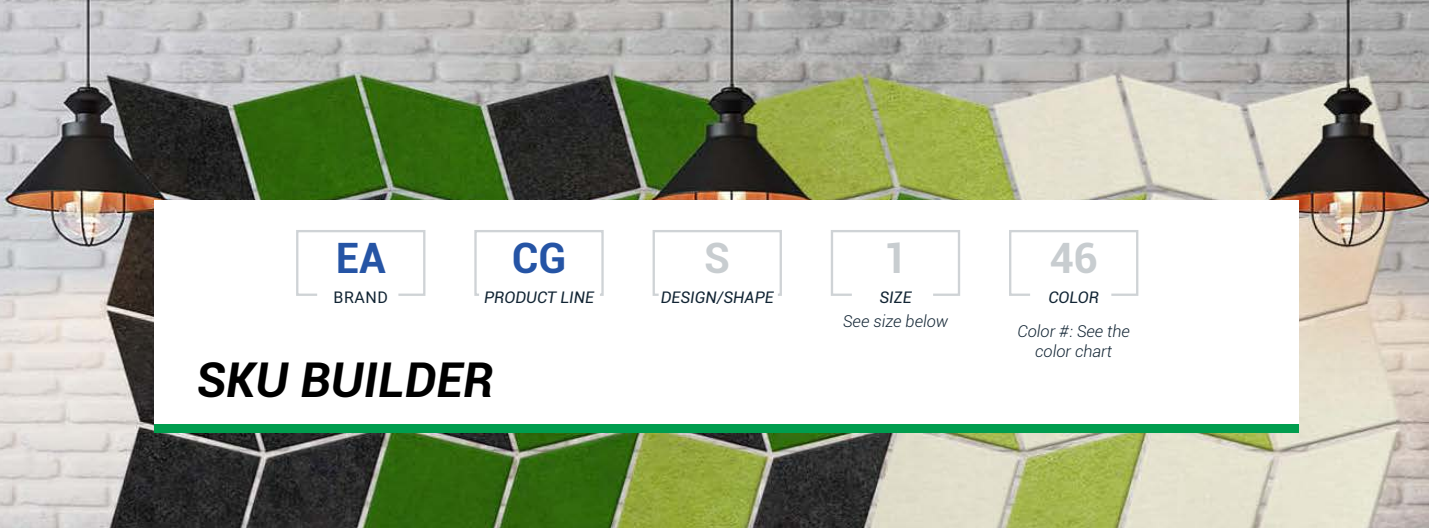 EA CG S 1 46
BRAND PRODUCT LINE DESIGN/SHAPE SIZE COLOR
See size below
Color #: See the
color chart
SKU BUILDER